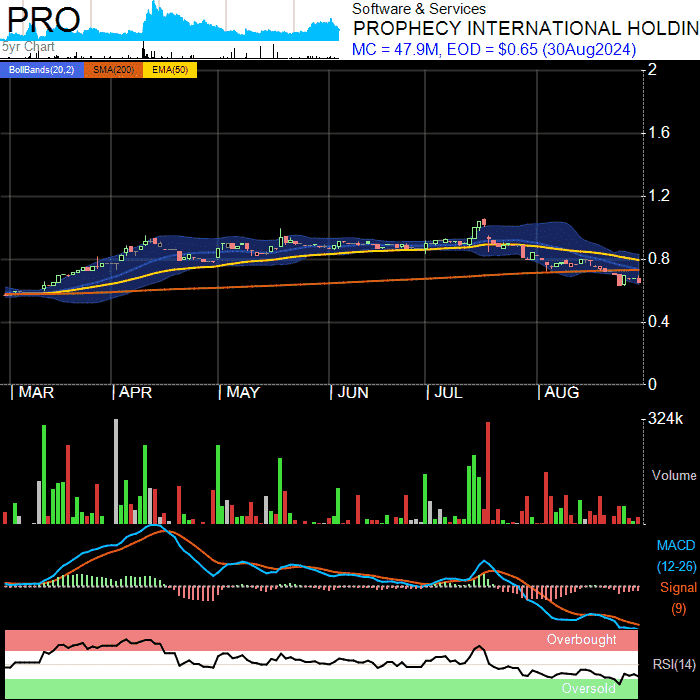 PRO
5yr Chart
Software & Services
PROPHECY INTERNATIONAL HOLDIN
MC = 47.9M, EOD = $0.65 (30Aug2024)
BollBands(20,2) SMA(200) EMA(50)
2
1.6
1.2
0.8
0.4
0
MAR APR MAY JUN JUL AUG
324k
Volume
MACD
(12-26)
Signal
(9)
Overbought
RSI(14)
Oversold